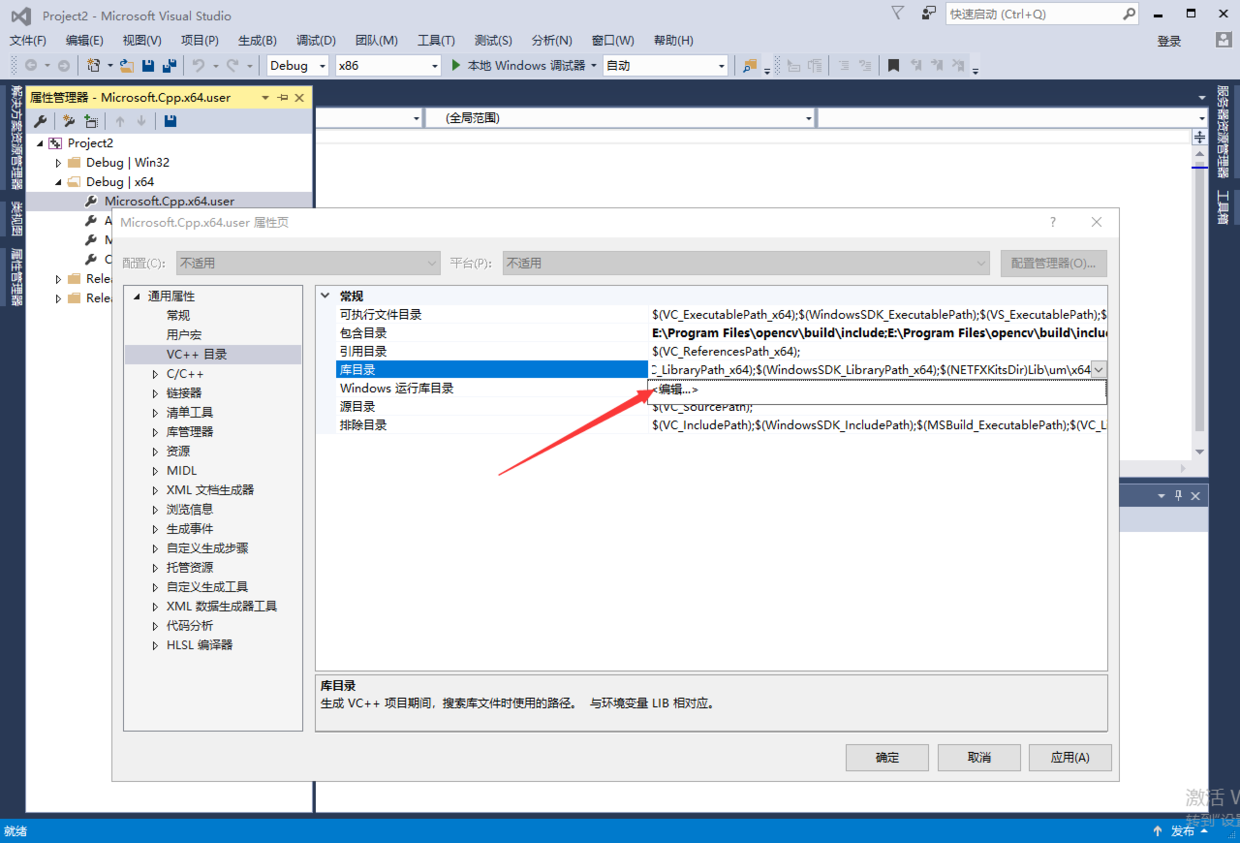 Project2 - Microsoft Visual Studio
快速启动 (Ctrl+Q)
文件(F) 编辑(E) 视图(V) 项目(P) 生成(B) 调试(D) 团队(M) 工具(T) 测试(S) 分析(N) 窗口(W) 帮助(H)
登录
Debug x86 本地 Windows 调试器 自动
解决方案资源管理器
类视图
属性管理器
属性管理器 - Microsoft.Cpp.x64.user
Project2
Debug | Win32
Debug | x64
Microsoft.Cpp.x64.user
A
M
C
Relea
Relea
(全局范围)
服务器资源管理器
工具箱
Microsoft.Cpp.x64.user 属性页
配置(C): 不适用 平台(P): 不适用 配置管理器(O)...
通用属性
常规
用户宏
VC++ 目录
C/C++
链接器
清单工具
库管理器
资源
MIDL
XML 文档生成器
浏览信息
生成事件
自定义生成步骤
托管资源
自定义生成工具
XML 数据生成器工具
代码分析
HLSL 编译器
常规
可执行文件目录 $(VC_ExecutablePath_x64);$(WindowsSDK_ExecutablePath);$(VS_ExecutablePath);$
包含目录 E:\Program Files\opencv\build\include;E:\Program Files\opencv\build\inclu
引用目录 $(VC_ReferencesPath_x64);
库目录 C_LibraryPath_x64);$(WindowsSDK_LibraryPath_x64);$(NETFXKitsDir)Lib\um\x64
<编辑...>
Windows 运行库目录
源目录 $(VC_SourcePath);
排除目录 $(VC_IncludePath);$(WindowsSDK_IncludePath);$(MSBuild_ExecutablePath);$(VC_L
库目录
生成 VC++ 项目期间，搜索库文件时使用的路径。 与环境变量 LIB 相对应。
确定 取消 应用(A)
激活 W
转到"设
就绪
发布